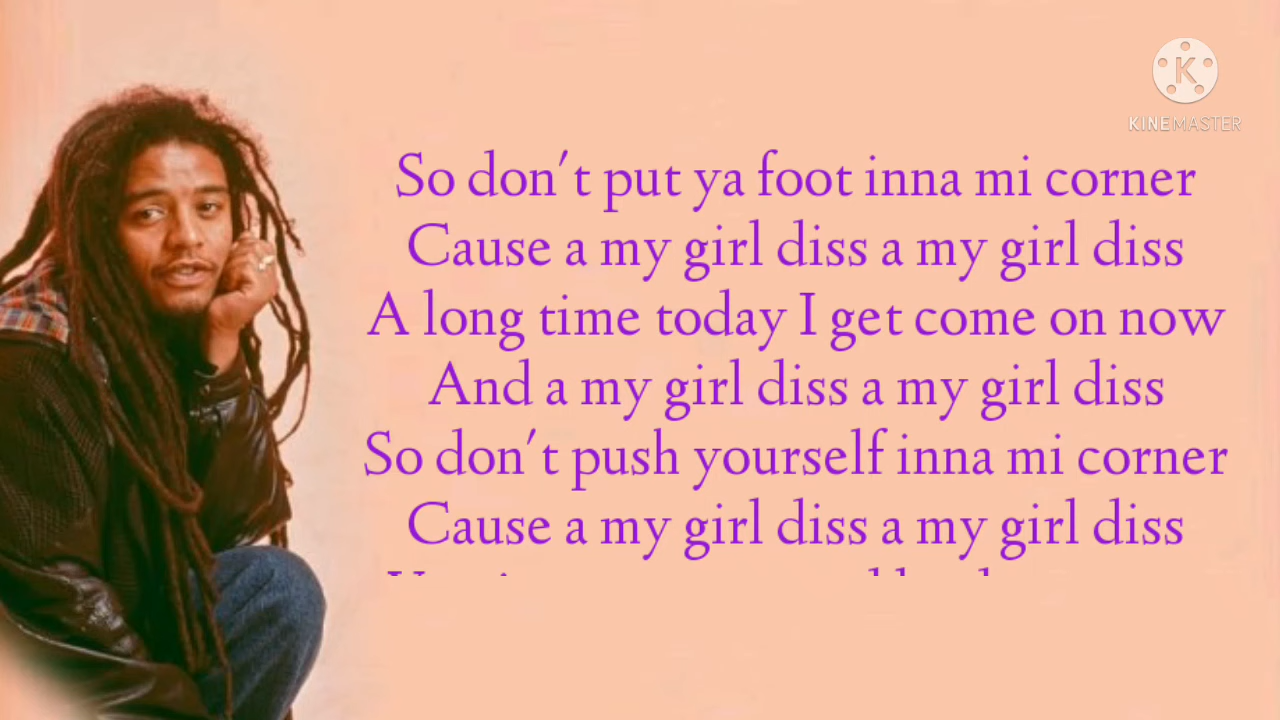 K
KINEMASTER
So don't put ya foot inna mi corner
Cause a my girl diss a my girl diss
A long time today I get come on now
And a my girl diss a my girl diss
So don't push yourself inna mi corner
Cause a my girl diss a my girl diss